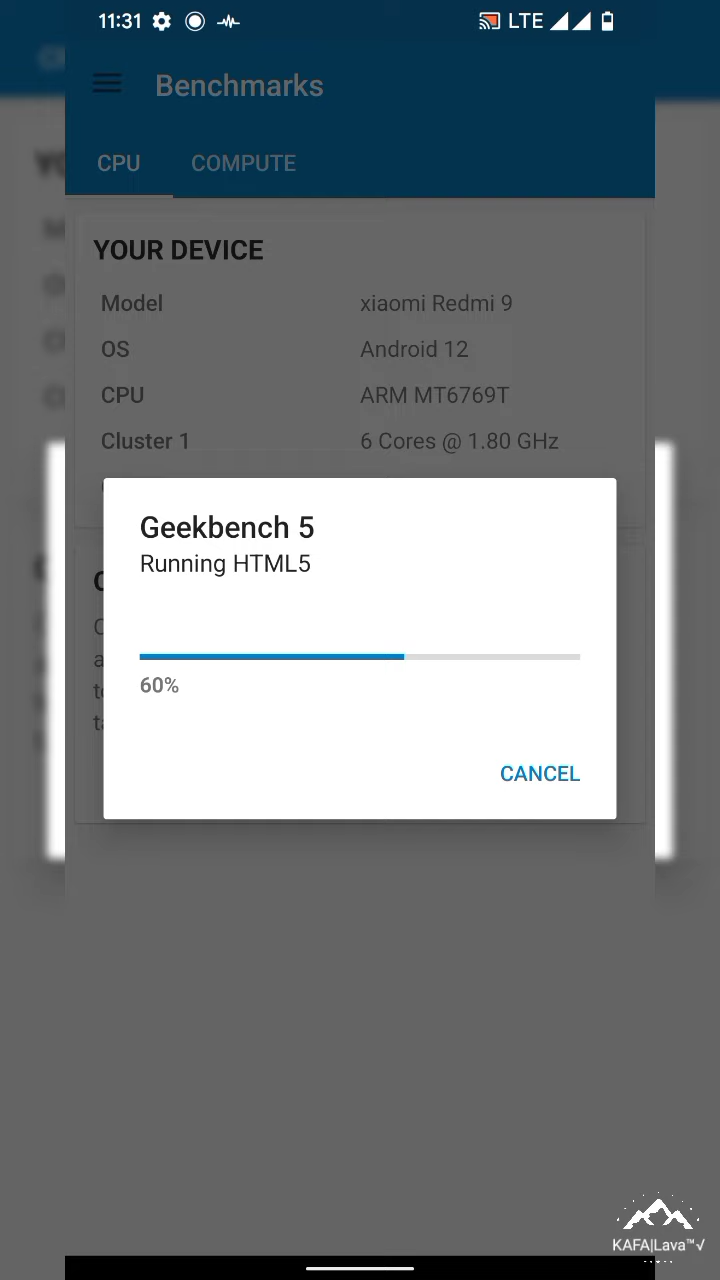 11:31 LTE
Benchmarks
CPU COMPUTE
YOUR DEVICE
Model xiaomi Redmi 9
OS Android 12
CPU ARM MT6769T
Cluster 1 6 Cores @ 1.80 GHz
Geekbench 5
Running HTML5
60%
CANCEL
KAFA|Lava™√